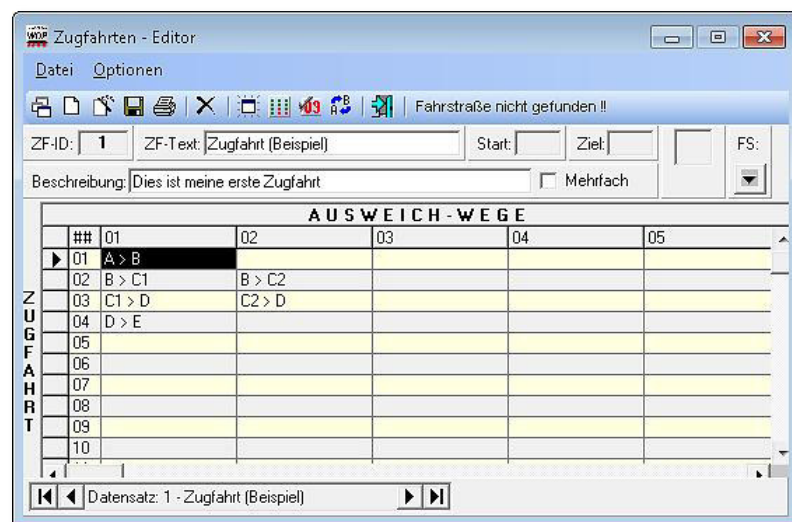 Zugfahrten - Editor
Datei Optionen
Fahrstraße nicht gefunden !!
ZF-ID: 1 ZF-Text: Zugfahrt (Beispiel) Start: Ziel: FS:
Beschreibung: Dies ist meine erste Zugfahrt Mehrfach
AUSWEICH-WEGE
## 01 02 03 04 05
01 A > B
02 B > C1 B > C2
03 C1 > D C2 > D
04 D > E
05
06
07
08
09
10
ZUGFAHRT
Datensatz: 1 - Zugfahrt (Beispiel)